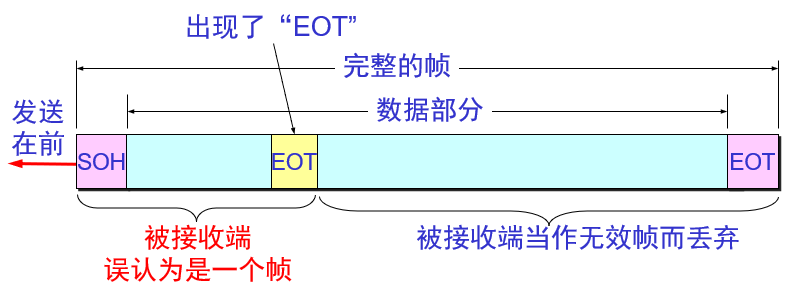 出现了“EOT”
完整的帧
数据部分
发送
在前
SOH
EOT
EOT
被接收端
误认为是一个帧
被接收端当作无效帧而丢弃